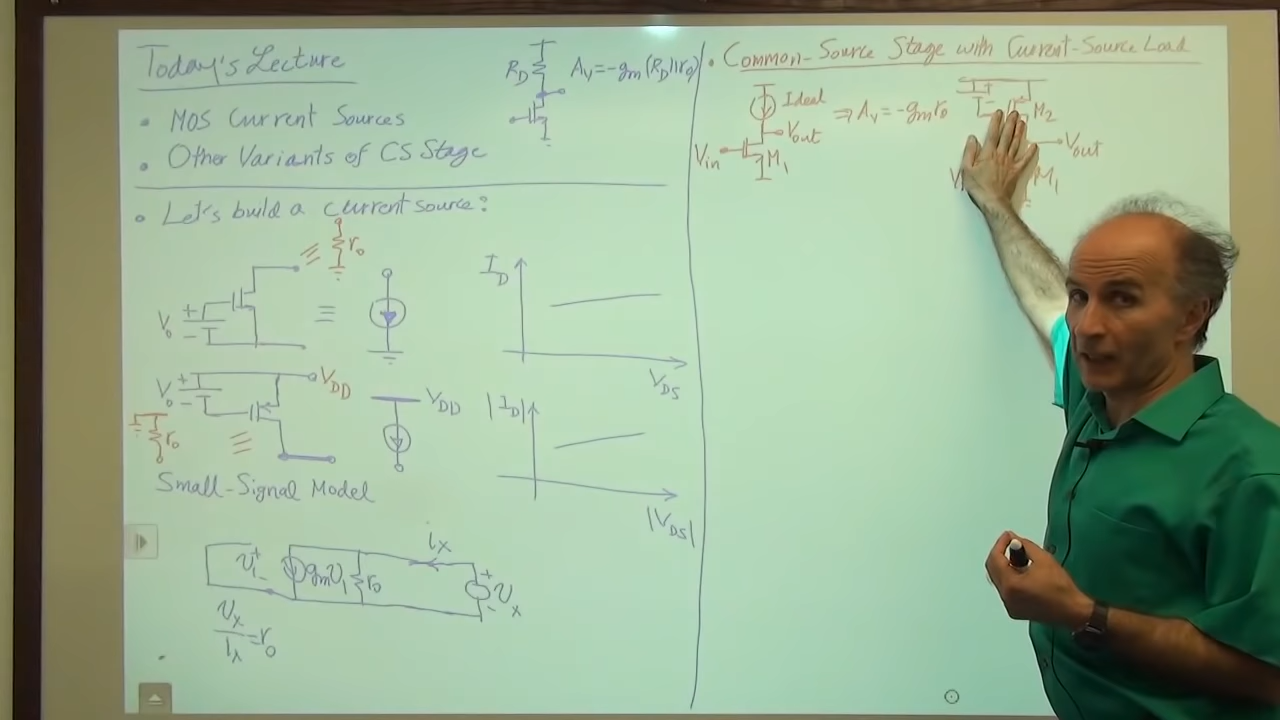 Today's Lecture
• MOS Current Sources
• Other Variants of CS Stage
R_D
A_v=-g_m(R_D||r_o)
• Let's build a current source:
≡ r_o
V_o + - ≡
I_D
V_DS
V_o + - V_DD
r_o ≡
V_DD
|I_D|
|V_DS|
Small-Signal Model
v_1 + - g_m v_1 r_o i_x + - v_x
v_x / i_x = r_o
• Common-Source Stage with Current-Source Load
Ideal
V_in V_out M_1
⇒ A_v = -g_m r_o
+ - M_2
V_out
M_1